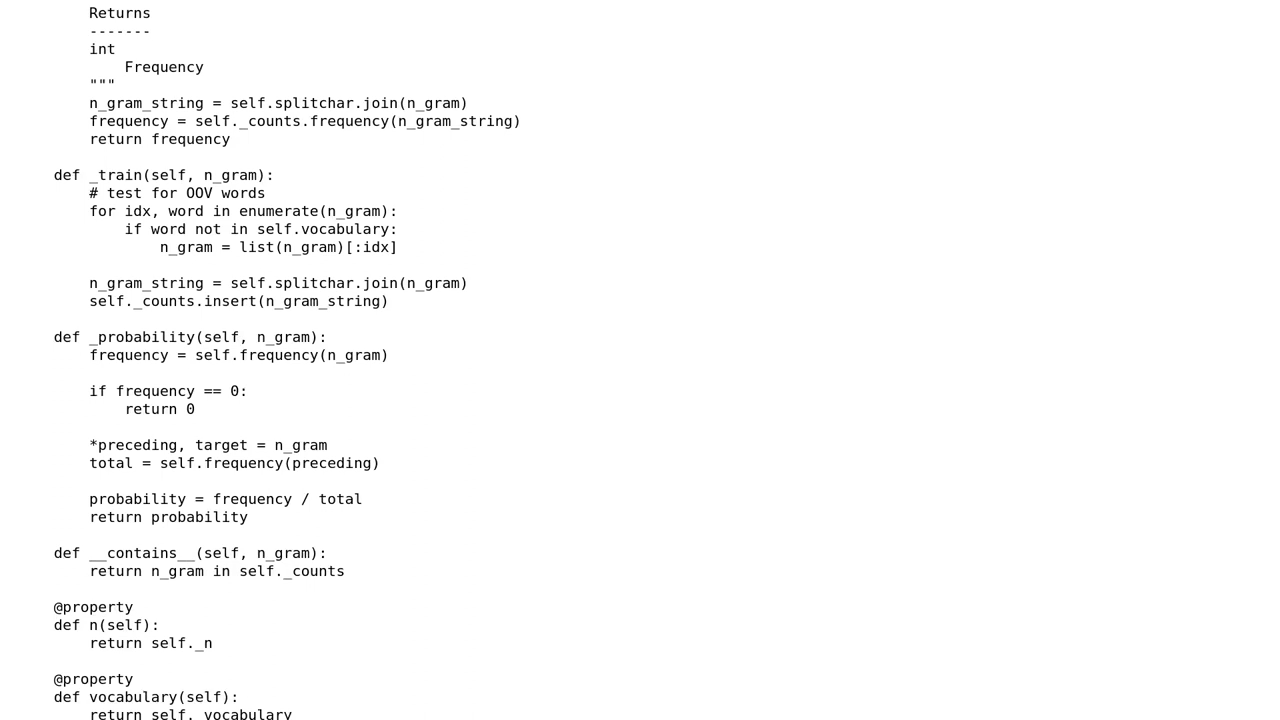 Returns
        -------
        int
            Frequency
        """
        n_gram_string = self.splitchar.join(n_gram)
        frequency = self._counts.frequency(n_gram_string)
        return frequency

    def _train(self, n_gram):
        # test for OOV words
        for idx, word in enumerate(n_gram):
            if word not in self.vocabulary:
                n_gram = list(n_gram)[:idx]

        n_gram_string = self.splitchar.join(n_gram)
        self._counts.insert(n_gram_string)

    def _probability(self, n_gram):
        frequency = self.frequency(n_gram)

        if frequency == 0:
            return 0

        *preceding, target = n_gram
        total = self.frequency(preceding)

        probability = frequency / total
        return probability

    def __contains__(self, n_gram):
        return n_gram in self._counts

    @property
    def n(self):
        return self._n

    @property
    def vocabulary(self):
        return self._vocabulary